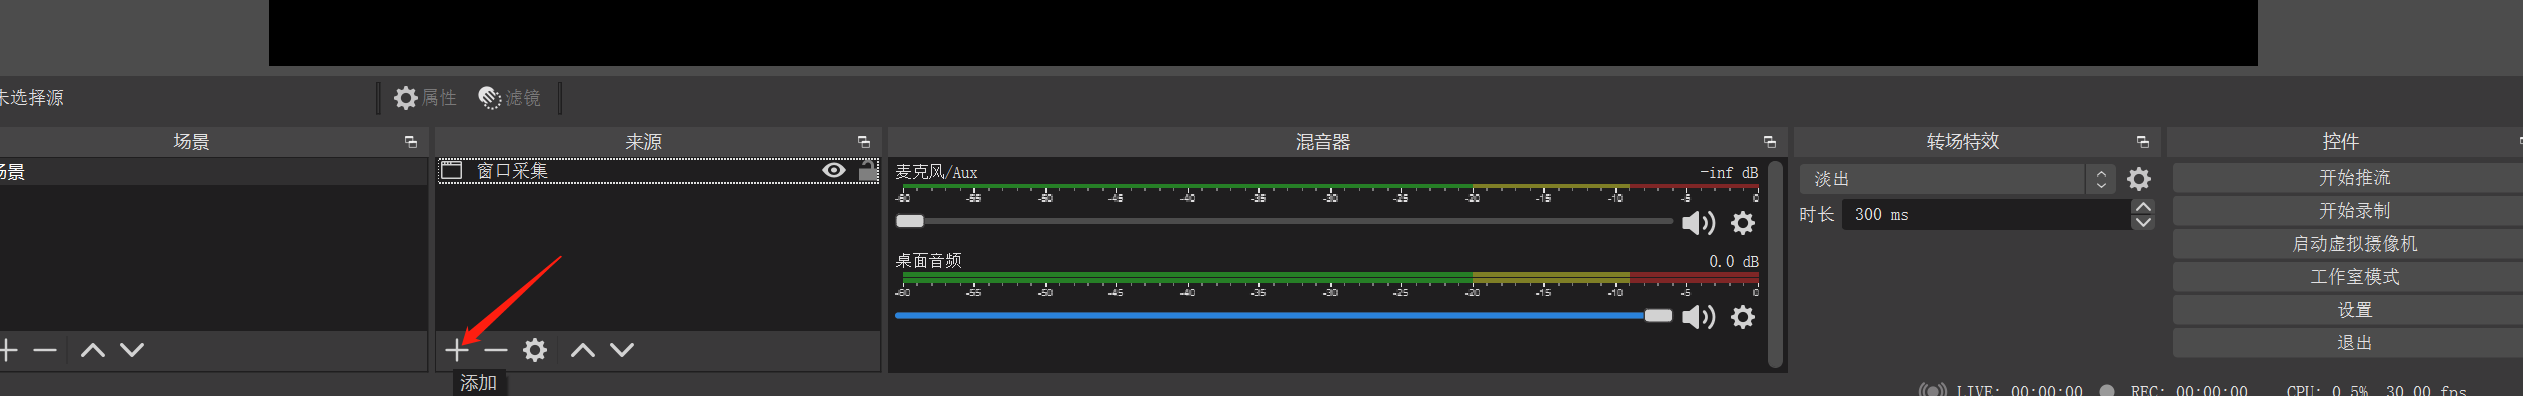 未选择源
属性
滤镜
场景
来源
混音器
转场特效
控件
场景
窗口采集
麦克风/Aux
-inf dB
-60 -55 -50 -45 -40 -35 -30 -25 -20 -15 -10 -5 0
桌面音频
0.0 dB
-60 -55 -50 -45 -40 -35 -30 -25 -20 -15 -10 -5 0
淡出
时长
300 ms
开始推流
开始录制
启动虚拟摄像机
工作室模式
设置
退出
添加
LIVE: 00:00:00
REC: 00:00:00
CPU: 0.5%, 30.00 fps